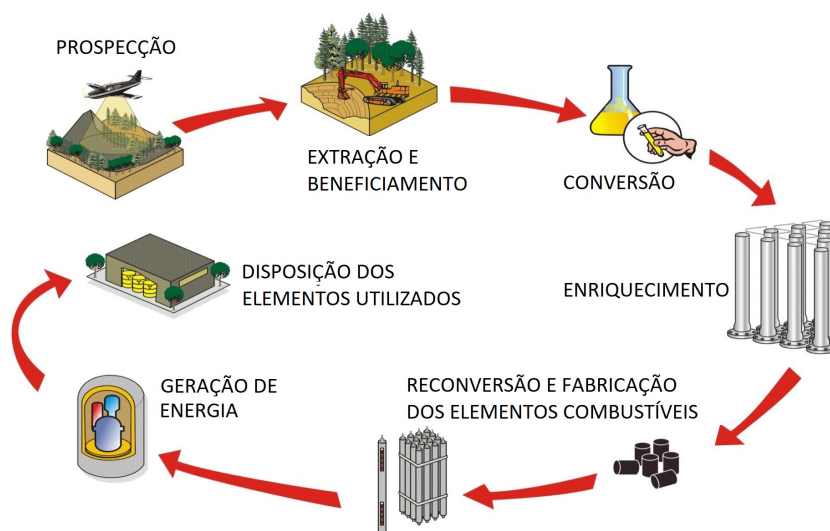 PROSPECÇÃO
EXTRAÇÃO E
BENEFICIAMENTO
CONVERSÃO
ENRIQUECIMENTO
RECONVERSÃO E FABRICAÇÃO
DOS ELEMENTOS COMBUSTÍVEIS
GERAÇÃO DE
ENERGIA
DISPOSIÇÃO DOS
ELEMENTOS UTILIZADOS